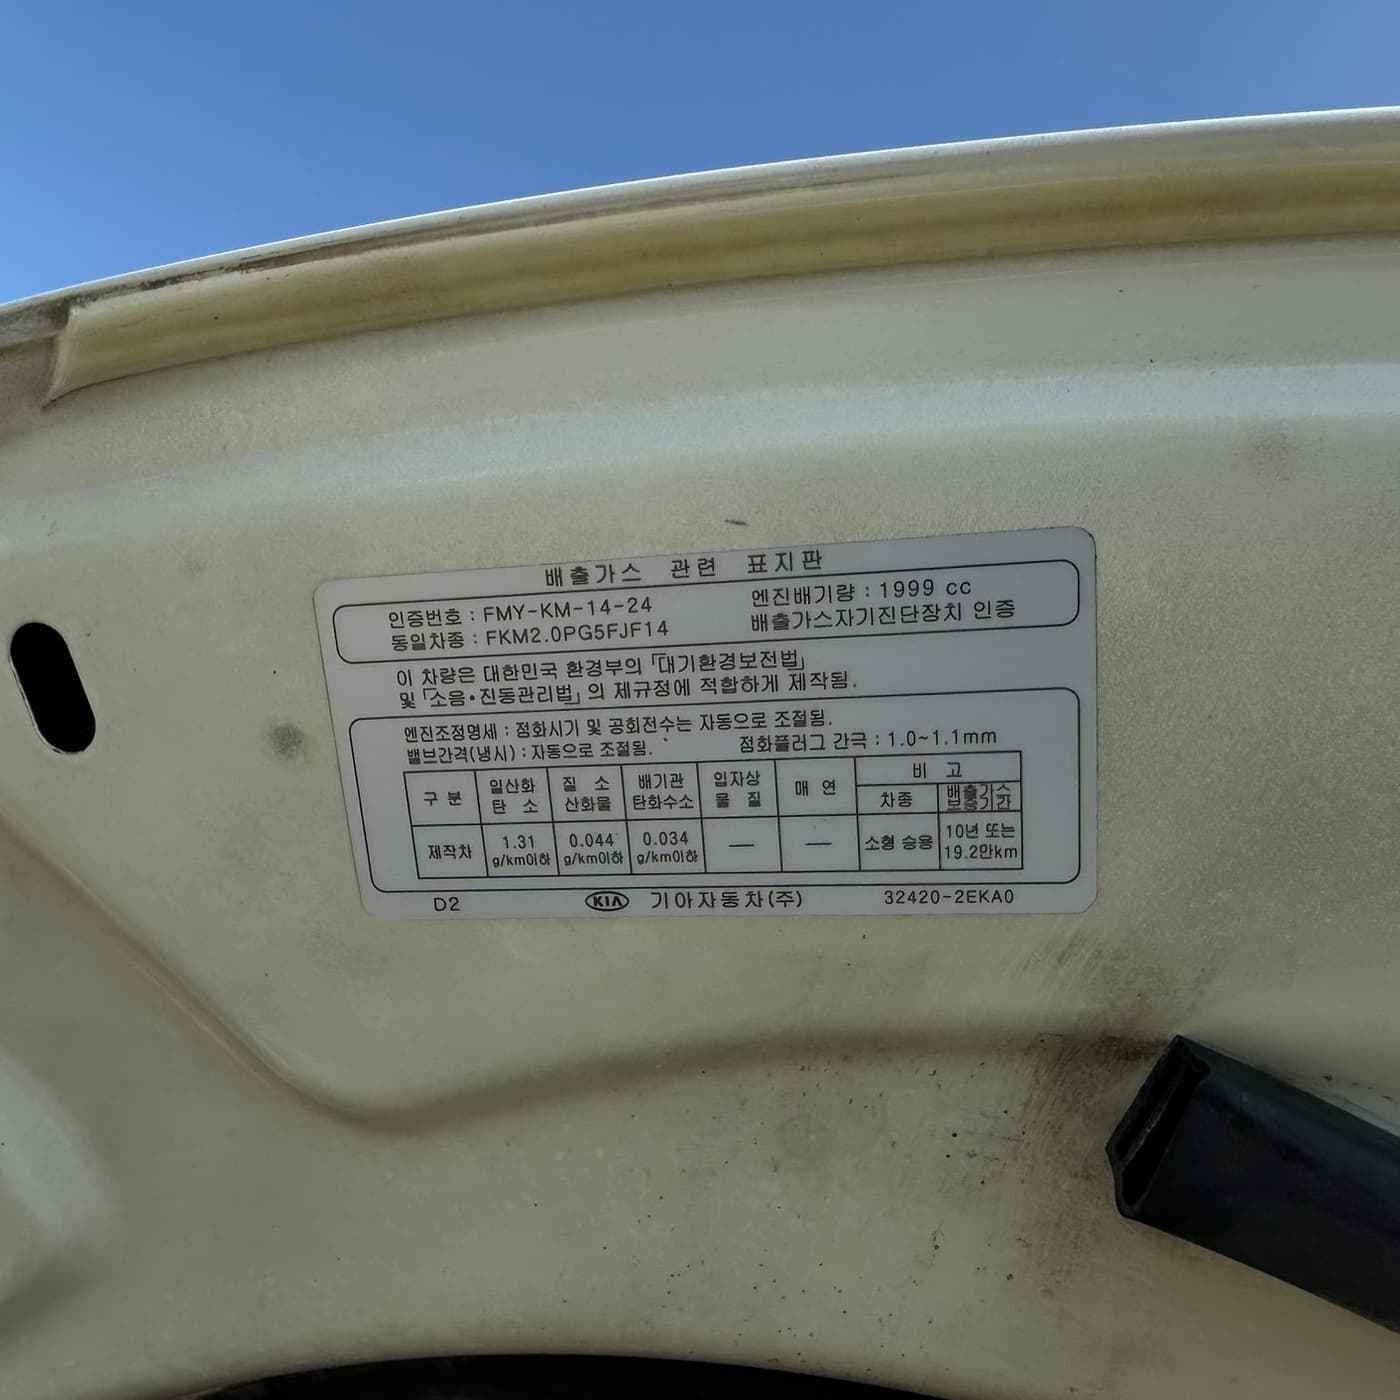 배출가스 관련 표지판
인증번호 : FMY-KM-14-24 엔진배기량 : 1999 cc
동일차종 : FKM2.0PG5FJF14 배출가스자기진단장치 인증
이 차량은 대한민국 환경부의 「대기환경보전법」
및 「소음•진동관리법」의 제규정에 적합하게 제작됨.
엔진조정명세 : 점화시기 및 공회전수는 자동으로 조절됨.
밸브간격(냉시) : 자동으로 조절됨. 점화플러그 간극 : 1.0~1.1mm
구 분 일산화 탄 소 질 소 산화물 배기관 탄화수소 입자상 물 질 매 연 비 고
차종 배출가스 보증기간
제작차 1.31 g/km이하 0.044 g/km이하 0.034 g/km이하 — — 소형 승용 10년 또는 19.2만km
D2 KIA 기아자동차(주) 32420-2EKA0